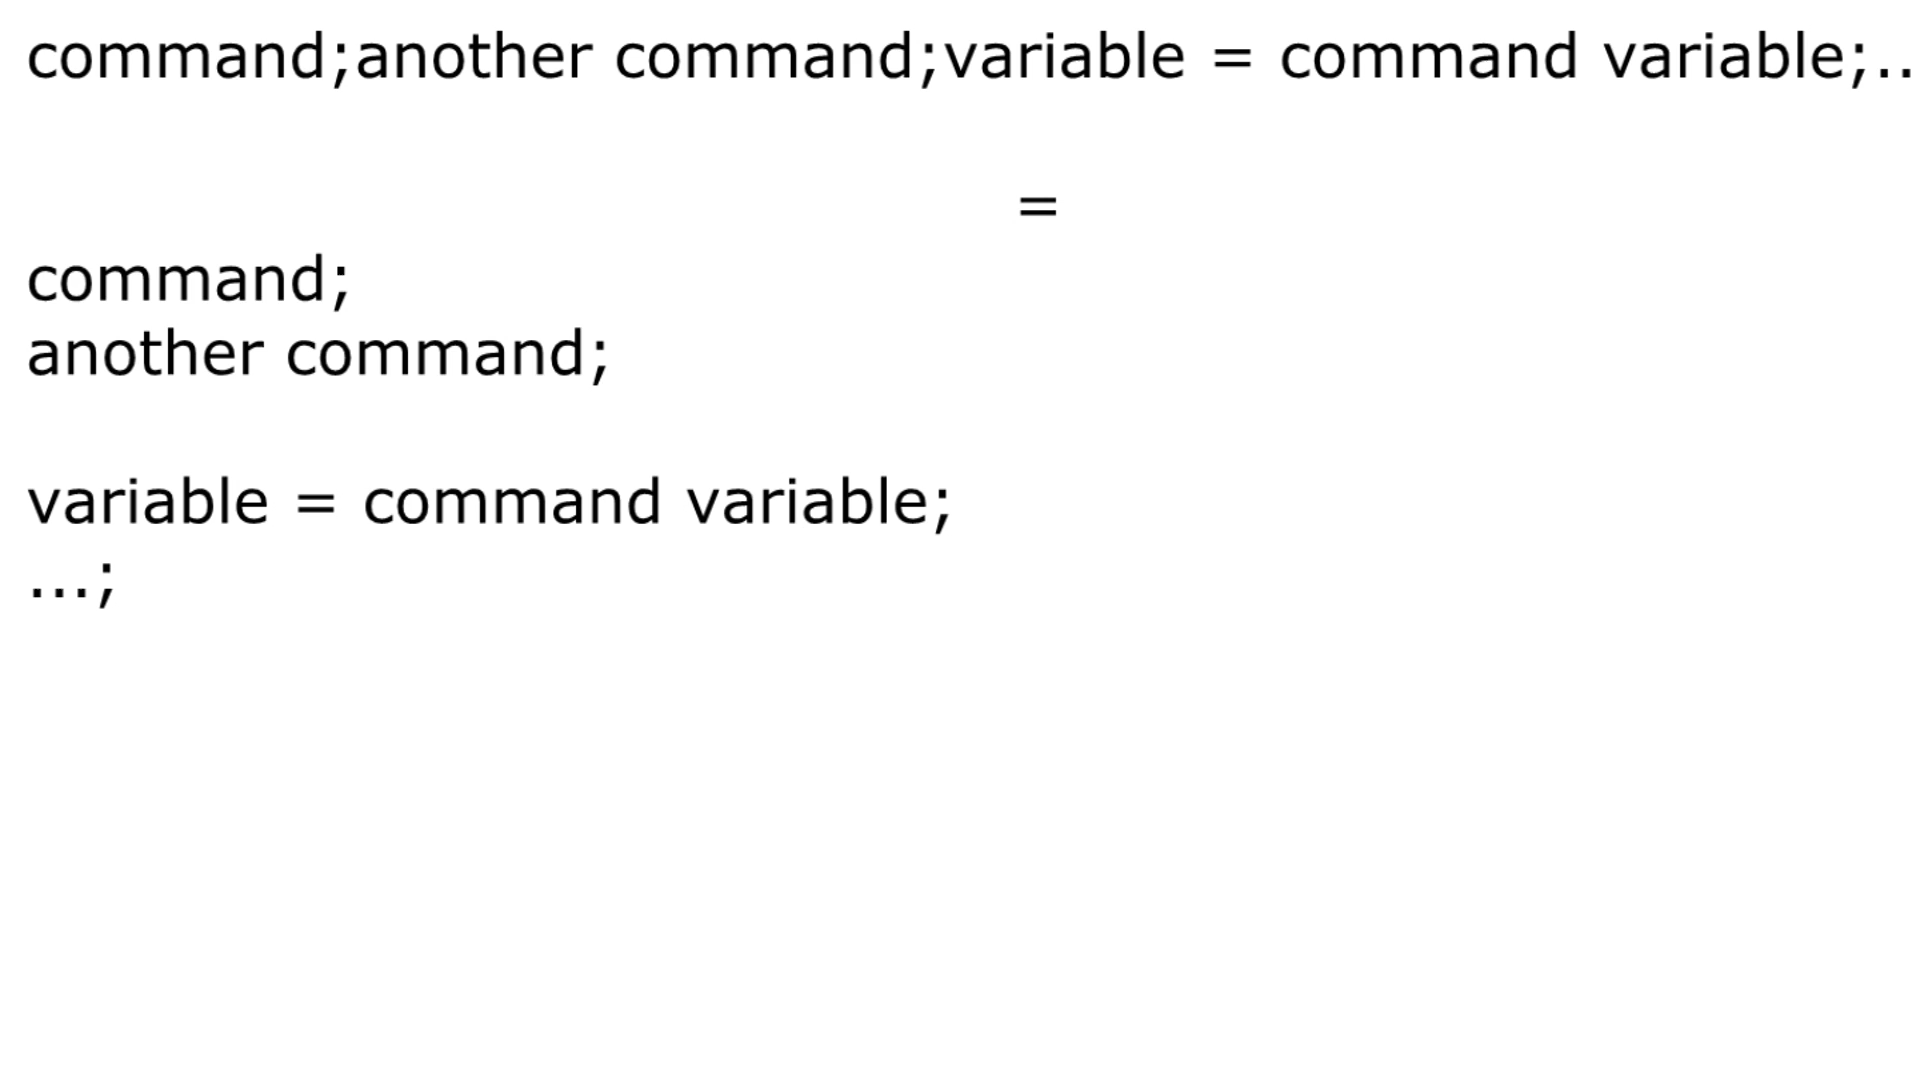 command;another command;variable = command variable;..
=
command;
another command;
variable = command variable;
...;